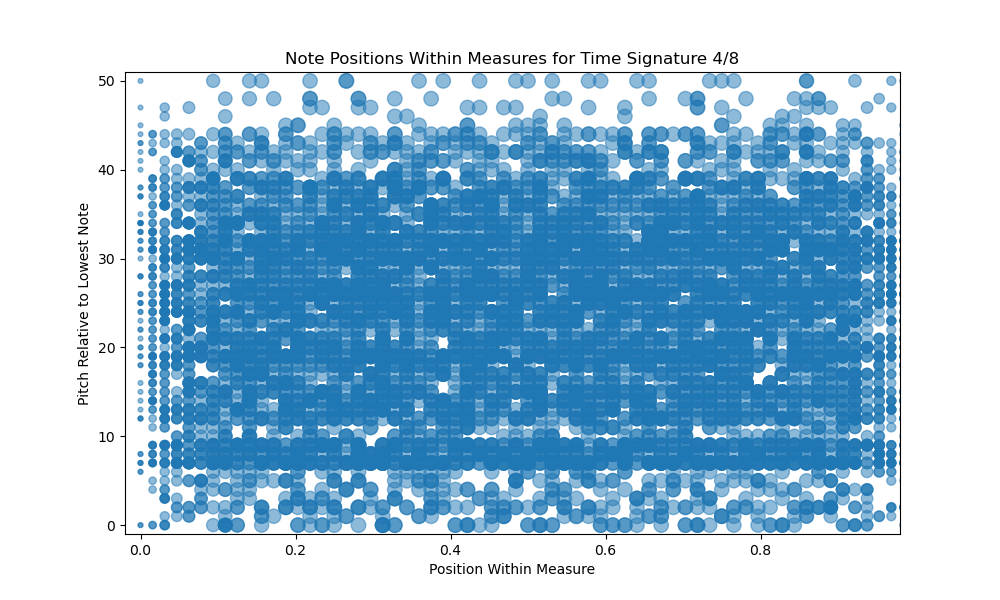 Note Positions Within Measures for Time Signature 4/8
50
40
30
20
10
0
Pitch Relative to Lowest Note
0.0 0.2 0.4 0.6 0.8
Position Within Measure